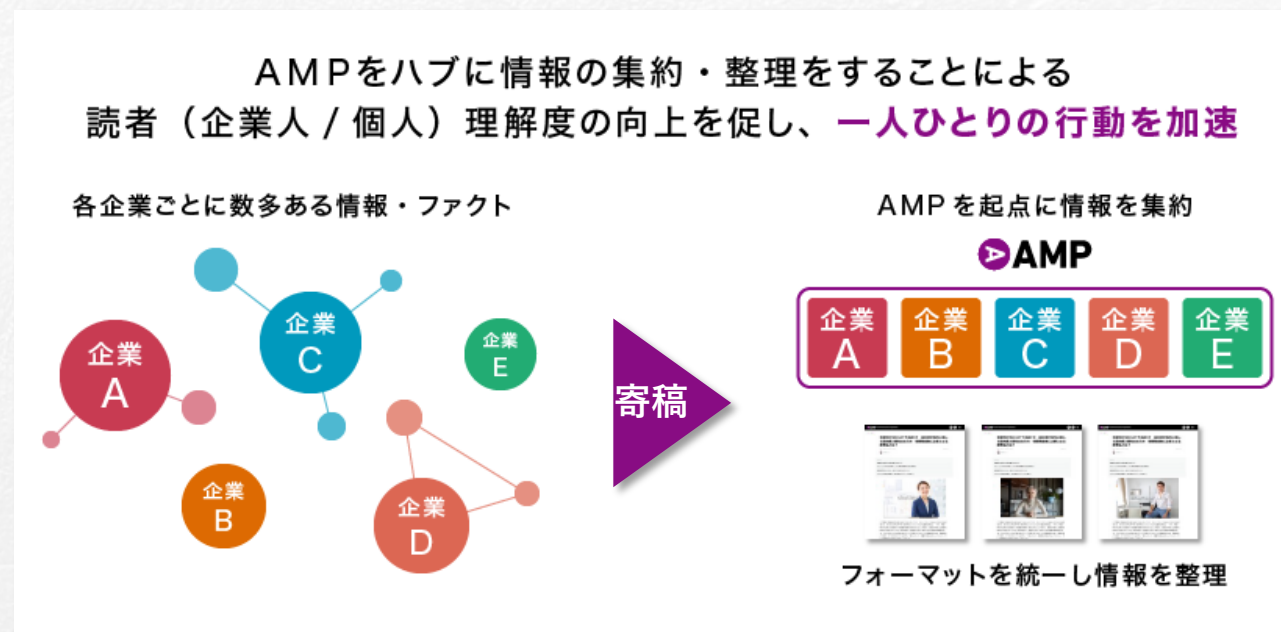 AMPをハブに情報の集約・整理をすることによる
読者（企業人 / 個人）理解度の向上を促し、一人ひとりの行動を加速
各企業ごとに数多ある情報・ファクト
企業
A
企業
B
企業
C
企業
D
企業
E
寄稿
AMPを起点に情報を集約
AMP
企業
A
企業
B
企業
C
企業
D
企業
E
フォーマットを統一し情報を整理